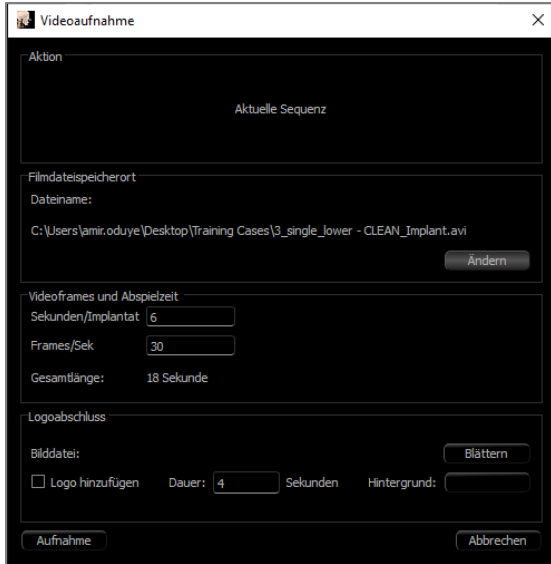 Videoaufnahme
Aktion
Aktuelle Sequenz
Filmdateispeicherort
Dateiname:
C:\Users\amir.oduye\Desktop\Training Cases\3_single_lower - CLEAN_Implant.avi
Ändern
Videoframes und Abspielzeit
Sekunden/Implantat 6
Frames/Sek 30
Gesamtlänge: 18 Sekunde
Logoabschluss
Bilddatei: Blättern
Logo hinzufügen Dauer: 4 Sekunden Hintergrund:
Aufnahme Abbrechen